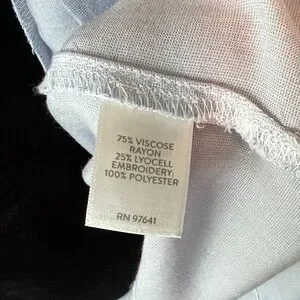 75% VISCOSE
RAYON
25% LYOCELL
EMBROIDERY:
100% POLYESTER
RN 97641